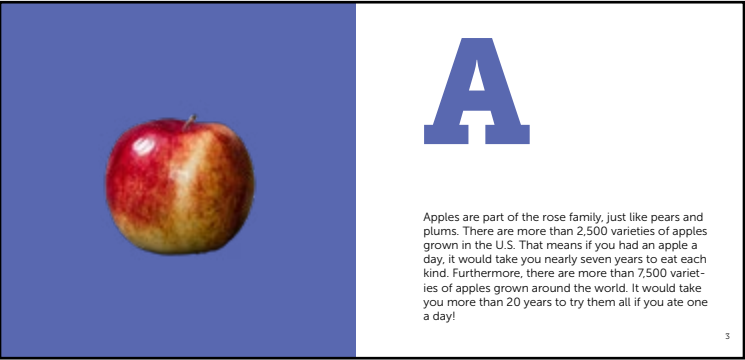 A
Apples are part of the rose family, just like pears and
plums. There are more than 2,500 varieties of apples
grown in the U.S. That means if you had an apple a
day, it would take you nearly seven years to eat each
kind. Furthermore, there are more than 7,500 variet-
ies of apples grown around the world. It would take
you more than 20 years to try them all if you ate one
a day!
3